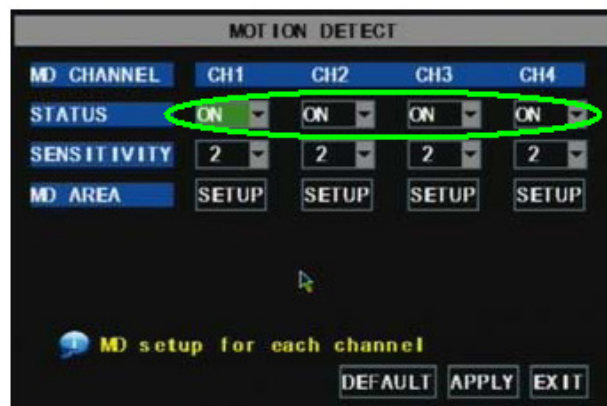 MOTION DETECT
MD CHANNEL CH1 CH2 CH3 CH4
STATUS ON ON ON ON
SENSITIVITY 2 2 2 2
MD AREA SETUP SETUP SETUP SETUP
MD setup for each channel
DEFAULT APPLY EXIT